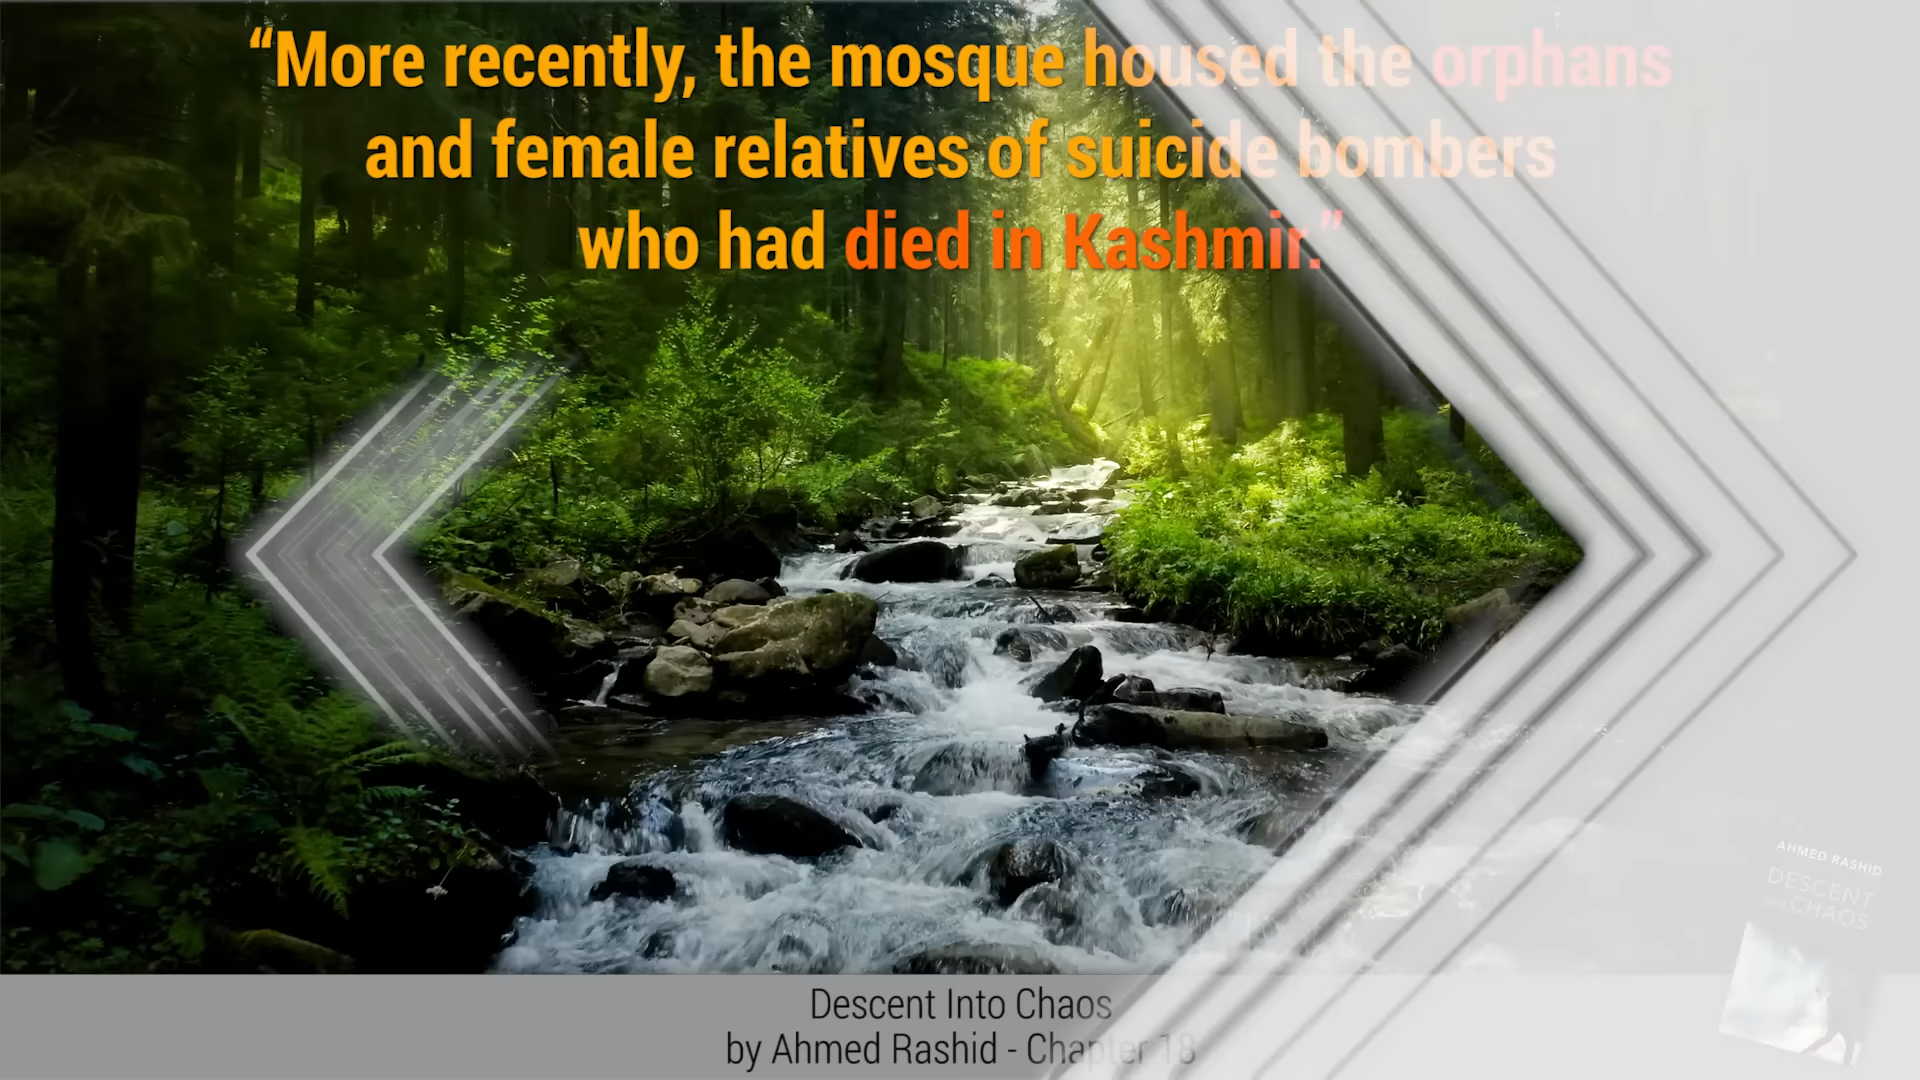 “More recently, the mosque housed the orphans
and female relatives of suicide bombers
who had died in Kashmir.”
AHMED RASHID
DESCENT
CHAOS
Descent Into Chaos
by Ahmed Rashid - Chapter 18